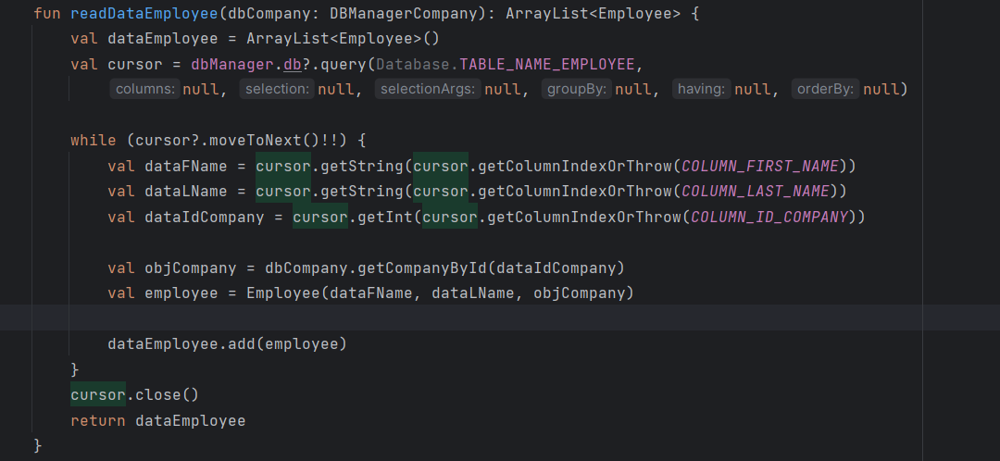 fun readDataEmployee(dbCompany: DBManagerCompany): ArrayList<Employee> {
    val dataEmployee = ArrayList<Employee>()
    val cursor = dbManager.db?.query(Database.TABLE_NAME_EMPLOYEE,
        columns: null, selection: null, selectionArgs: null, groupBy: null, having: null, orderBy: null)

    while (cursor?.moveToNext()!!) {
        val dataFName = cursor.getString(cursor.getColumnIndexOrThrow(COLUMN_FIRST_NAME))
        val dataLName = cursor.getString(cursor.getColumnIndexOrThrow(COLUMN_LAST_NAME))
        val dataIdCompany = cursor.getInt(cursor.getColumnIndexOrThrow(COLUMN_ID_COMPANY))

        val objCompany = dbCompany.getCompanyById(dataIdCompany)
        val employee = Employee(dataFName, dataLName, objCompany)

        dataEmployee.add(employee)
    }
    cursor.close()
    return dataEmployee
}